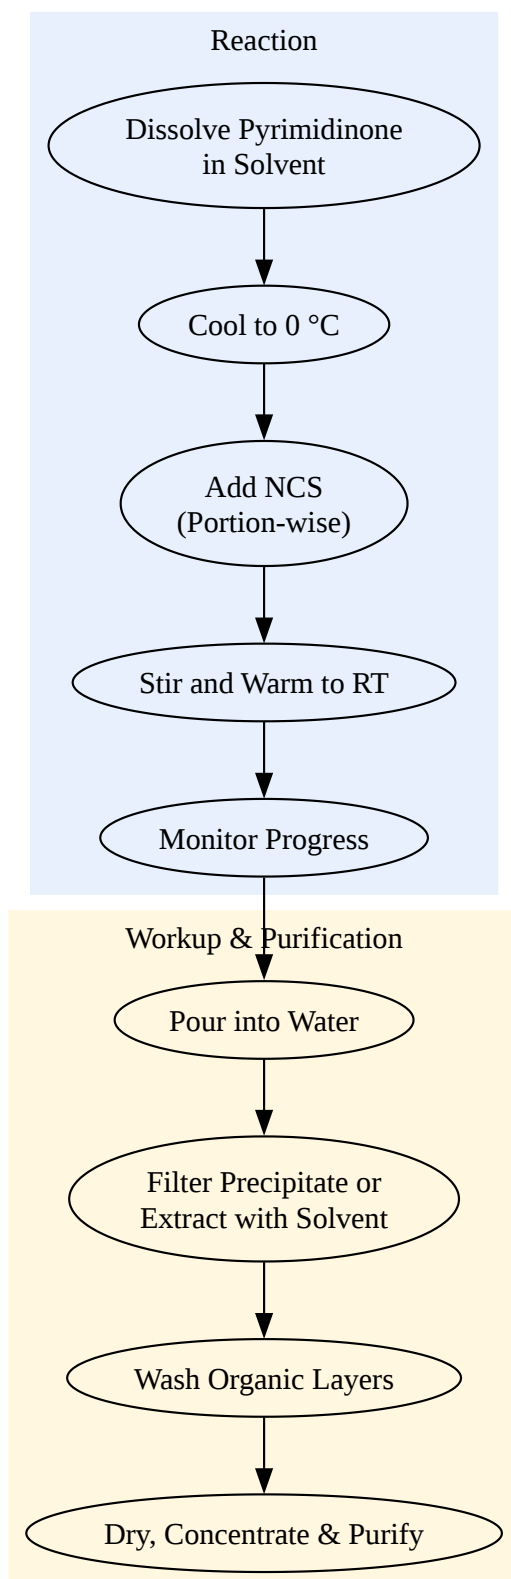 Reaction
Dissolve Pyrimidinone
in Solvent
Cool to 0 °C
Add NCS
(Portion-wise)
Stir and Warm to RT
Monitor Progress
Workup & Purification
Pour into Water
Filter Precipitate or
Extract with Solvent
Wash Organic Layers
Dry, Concentrate & Purify